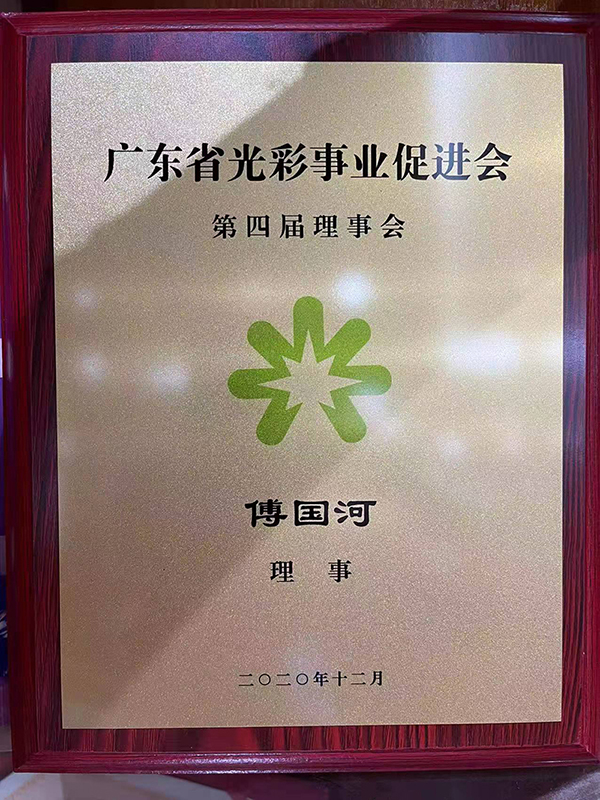 广东省光彩事业促进会
第四届理事会
傅国河
理 事
二〇二〇年十二月